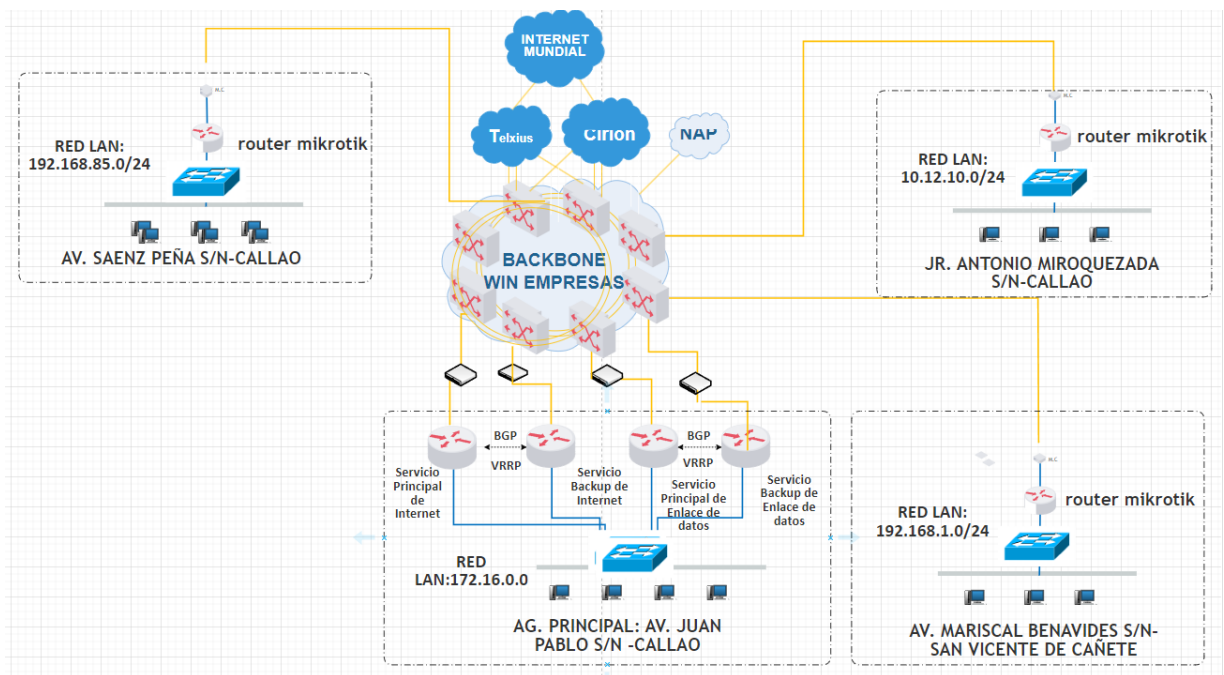 INTERNET
MUNDIAL
Telxius
Cirion
NAP
BACKBONE
WIN EMPRESAS
M.C
router mikrotik
RED LAN:
192.168.85.0/24
AV. SAENZ PEÑA S/N-CALLAO
M.C
router mikrotik
RED LAN:
10.12.10.0/24
JR. ANTONIO MIROQUEZADA
S/N-CALLAO
BGP
VRRP
BGP
VRRP
Servicio
Principal
de
Internet
Servicio
Backup de
Internet
Servicio
Principal de
Enlace de
datos
Servicio
Backup de
Enlace de
datos
RED
LAN:172.16.0.0
AG. PRINCIPAL: AV. JUAN
PABLO S/N -CALLAO
M.C
router mikrotik
RED LAN:
192.168.1.0/24
AV. MARISCAL BENAVIDES S/N-
SAN VICENTE DE CAÑETE